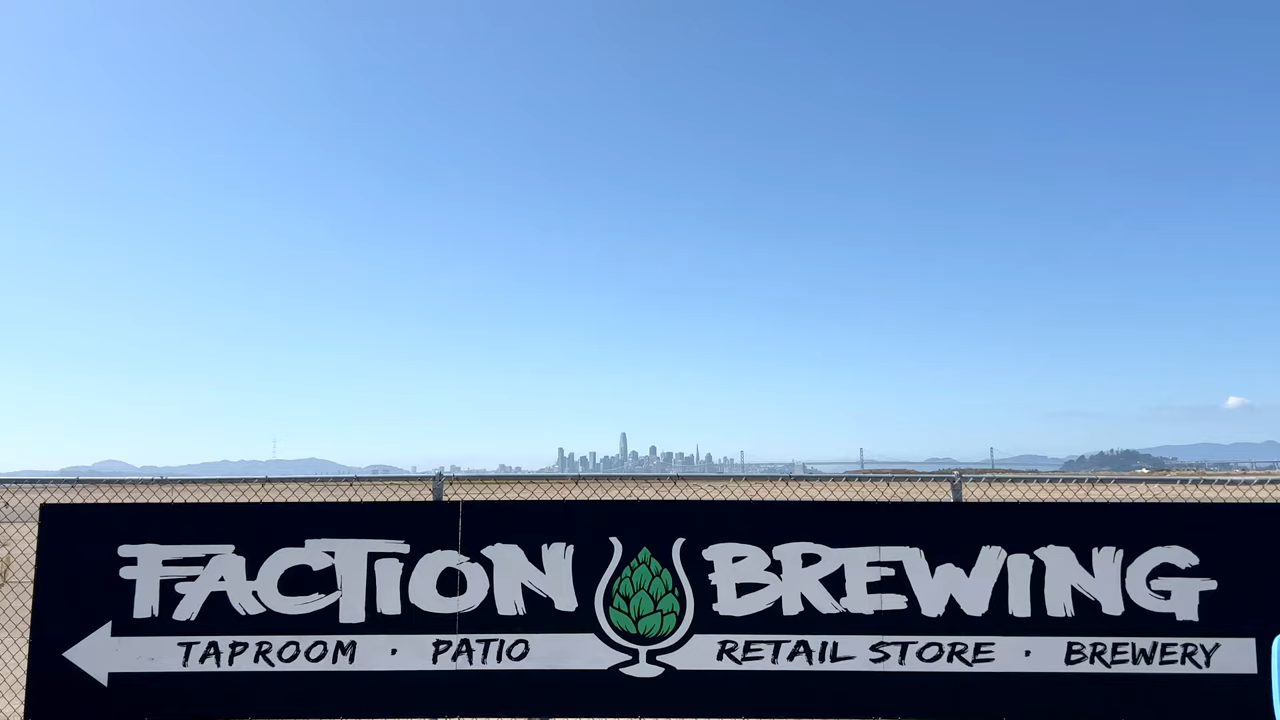 FACTION BREWING
TAPROOM · PATIO RETAIL STORE · BREWERY